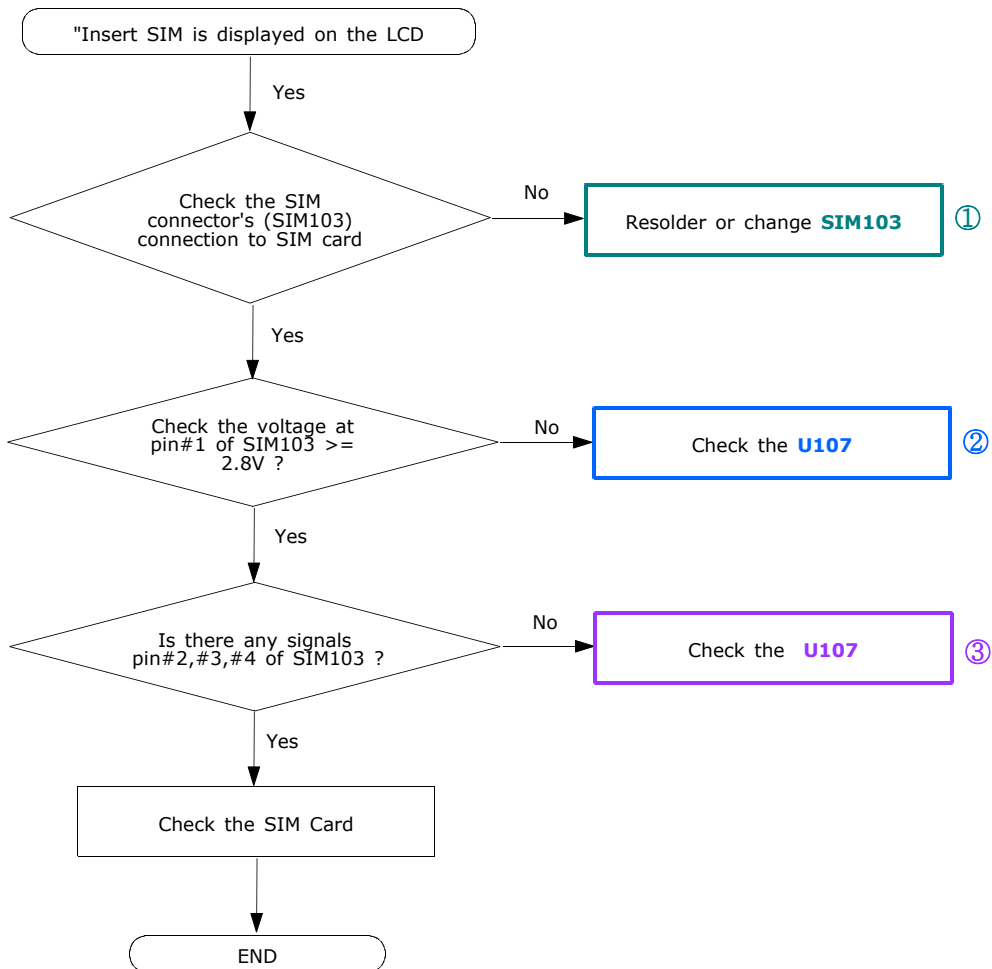 "Insert SIM is displayed on the LCD
Yes
Check the SIM
connector's (SIM103)
connection to SIM card
No
Resolder or change SIM103
①
Yes
Check the voltage at
pin#1 of SIM103 >=
2.8V ?
No
Check the U107
②
Yes
Is there any signals
pin#2,#3,#4 of SIM103 ?
No
Check the U107
③
Yes
Check the SIM Card
END